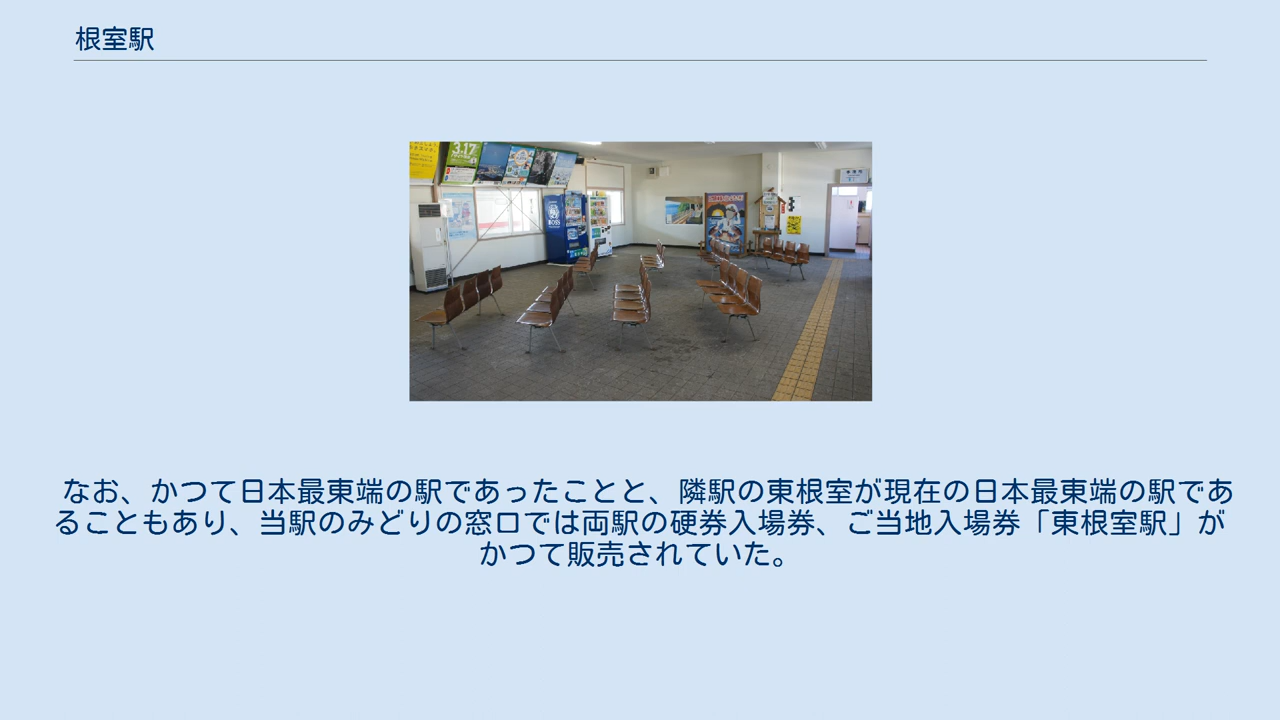 根室駅
3.17
BOSS
なお、かつて日本最東端の駅であったことと、隣駅の東根室が現在の日本最東端の駅であ
ることもあり、当駅のみどりの窓口では両駅の硬券入場券、ご当地入場券「東根室駅」が
かつて販売されていた。